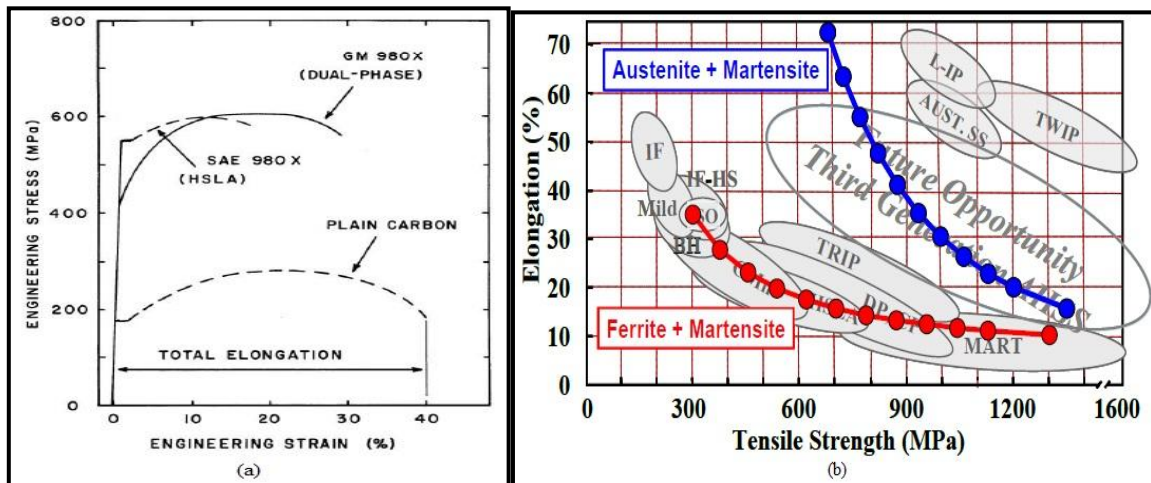 800
600
400
200
0
ENGINEERING STRESS (MPa)
GM 980X
(DUAL-PHASE)
SAE 980X
(HSLA)
PLAIN CARBON
TOTAL ELONGATION
0 10 20 30 40
ENGINEERING STRAIN (%)
(a)
70
60
50
40
30
20
10
0
Elongation (%)
Austenite + Martensite
L-IP
AUST. SS
TWIP
IF
IF-HS
Mild
BH
TRIP
Future Opportunity
Third Generation AHSS
Ferrite + Martensite
MART
0 300 600 900 1200 1600
Tensile Strength (MPa)
(b)